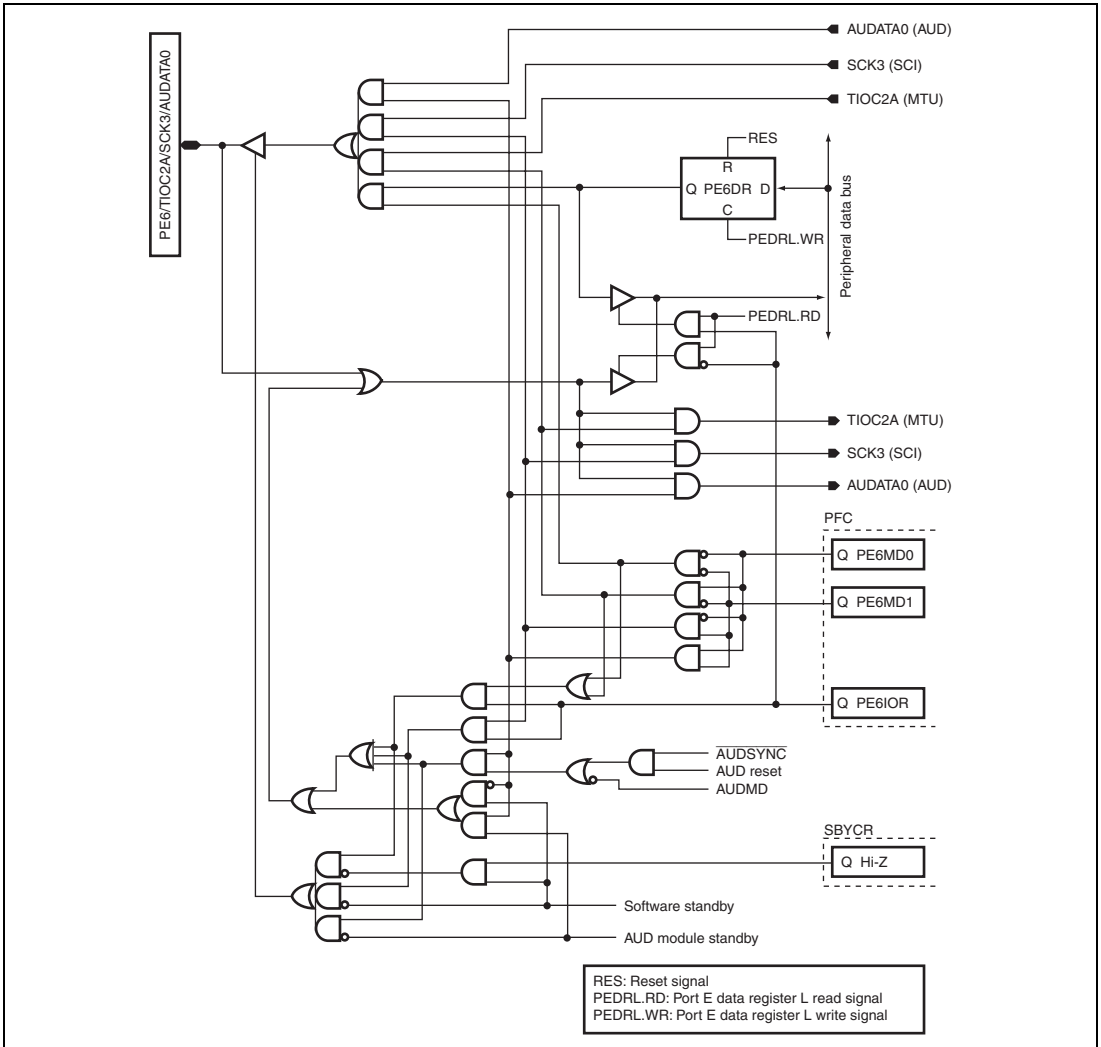 PE6/TIOC2A/SCK3/AUDATA0
AUDATA0 (AUD)
SCK3 (SCI)
TIOC2A (MTU)
RES
R
Q PE6DR D
C
PEDRL.WR
Peripheral data bus
PEDRL.RD
TIOC2A (MTU)
SCK3 (SCI)
AUDATA0 (AUD)
PFC
Q PE6MD0
Q PE6MD1
Q PE6IOR
AUDSYNC
AUD reset
AUDMD
SBYCR
Q Hi-Z
Software standby
AUD module standby
RES: Reset signal
PEDRL.RD: Port E data register L read signal
PEDRL.WR: Port E data register L write signal